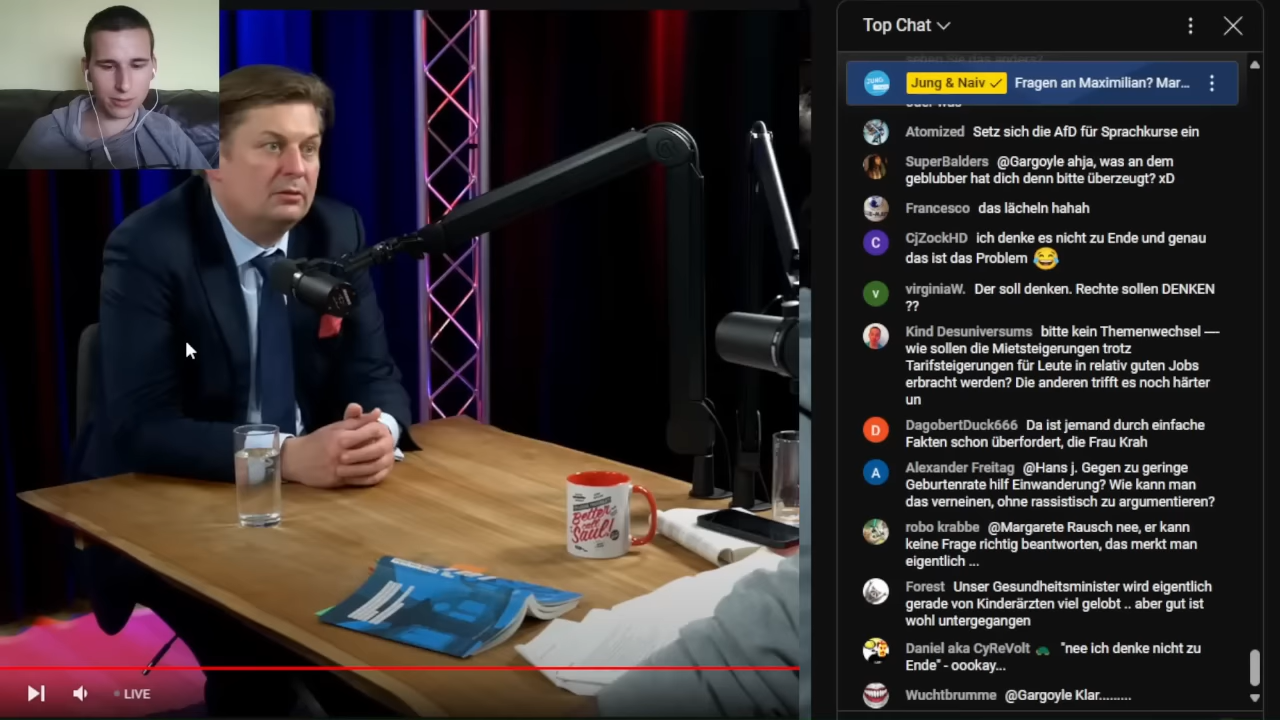 Top Chat
Jung & Naiv Fragen an Maximilian? Mar...
oder was
Atomized Setz sich die AfD für Sprachkurse ein
SuperBalders @Gargoyle ahja, was an dem
geblubber hat dich denn bitte überzeugt? xD
Francesco das lächeln hahah
C
CjZockHD ich denke es nicht zu Ende und genau
das ist das Problem 😂
v
virginiaW. Der soll denken. Rechte sollen DENKEN
??
Kind Desuniversums bitte kein Themenwechsel —
wie sollen die Mietsteigerungen trotz
Tarifsteigerungen für Leute in relativ guten Jobs
erbracht werden? Die anderen trifft es noch härter
un
D
DagobertDuck666 Da ist jemand durch einfache
Fakten schon überfordert, die Frau Krah
A
Alexander Freitag @Hans j. Gegen zu geringe
Geburtenrate hilf Einwanderung? Wie kann man
das verneinen, ohne rassistisch zu argumentieren?
robo krabbe @Margarete Rausch nee, er kann
keine Frage richtig beantworten, das merkt man
eigentlich ...
Forest Unser Gesundheitsminister wird eigentlich
gerade von Kinderärzten viel gelobt .. aber gut ist
wohl untergegangen
Daniel aka CyReVolt 🐢 "nee ich denke nicht zu
Ende" - oookay...
Wuchtbrumme @Gargoyle Klar.........
Better
Saul!
LIVE